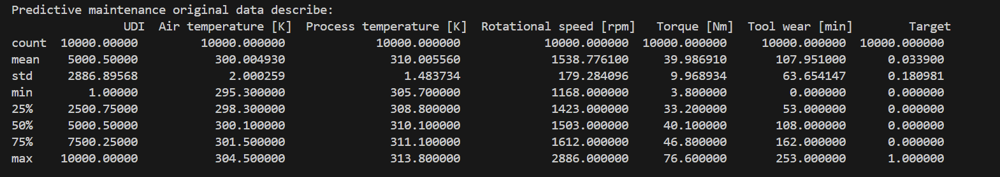 Predictive maintenance original data describe:
UDI Air temperature [K] Process temperature [K] Rotational speed [rpm] Torque [Nm] Tool wear [min] Target
count 10000.00000 10000.000000 10000.000000 10000.000000 10000.000000 10000.000000 10000.000000
mean 5000.50000 300.004930 310.005560 1538.776100 39.986910 107.951000 0.033900
std 2886.89568 2.000259 1.483734 179.284096 9.968934 63.654147 0.180981
min 1.00000 295.300000 305.700000 1168.000000 3.800000 0.000000 0.000000
25% 2500.75000 298.300000 308.800000 1423.000000 33.200000 53.000000 0.000000
50% 5000.50000 300.100000 310.100000 1503.000000 40.100000 108.000000 0.000000
75% 7500.25000 301.500000 311.100000 1612.000000 46.800000 162.000000 0.000000
max 10000.00000 304.500000 313.800000 2886.000000 76.600000 253.000000 1.000000